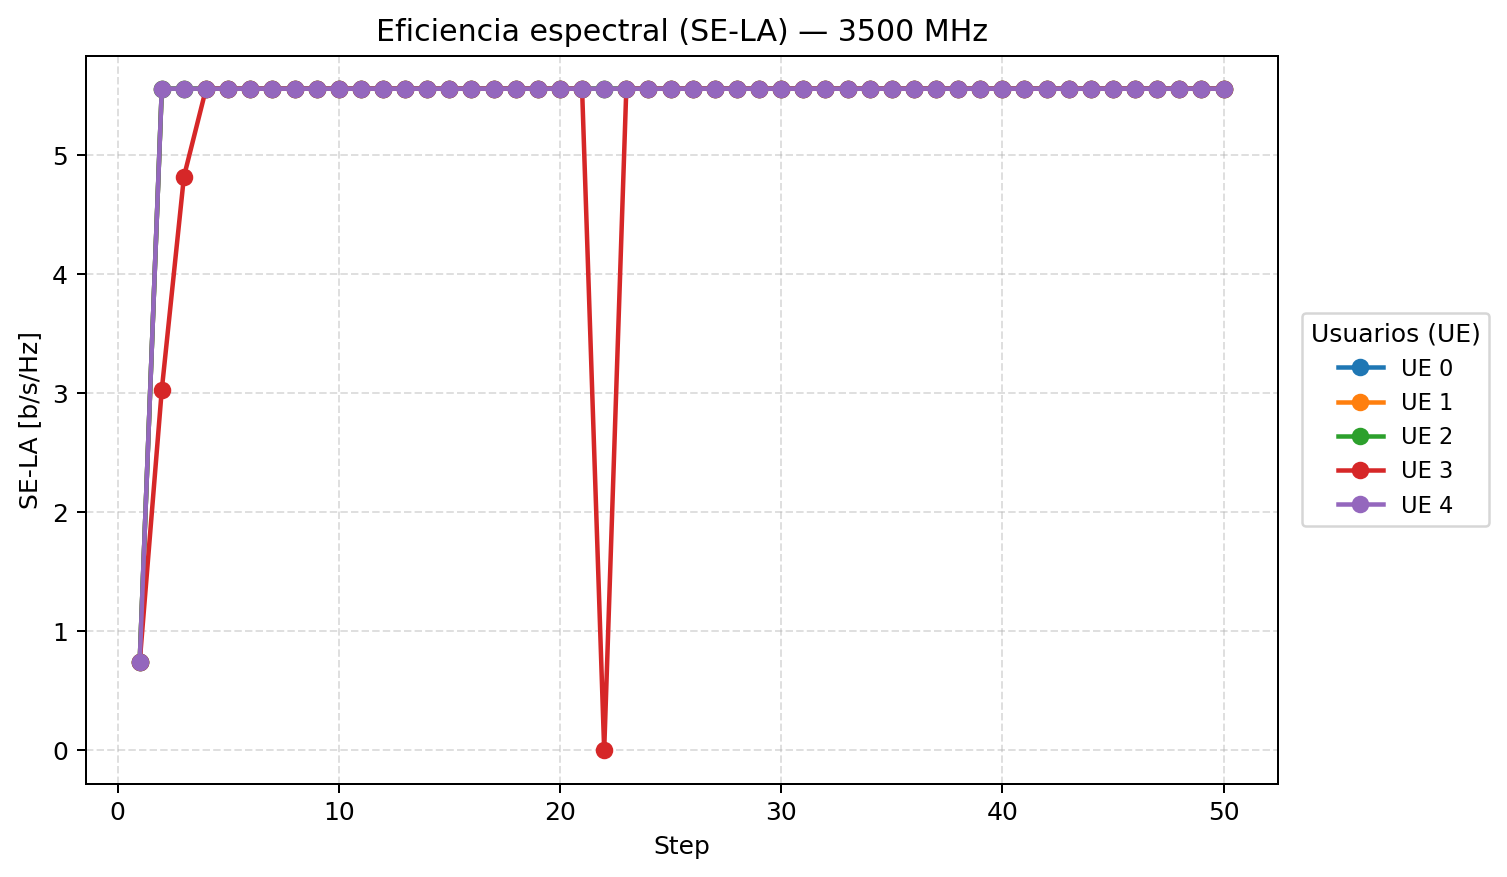 Eficiencia espectral (SE-LA) — 3500 MHz
SE-LA [b/s/Hz]
5
4
3
2
1
0
0 10 20 30 40 50
Step
Usuarios (UE)
UE 0
UE 1
UE 2
UE 3
UE 4